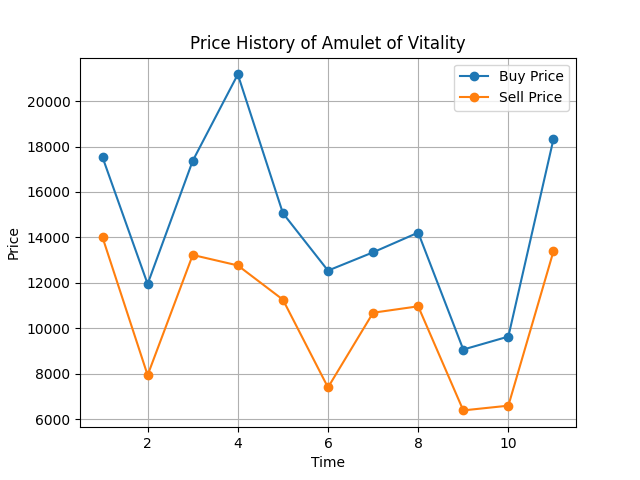 Price History of Amulet of Vitality
Buy Price
Sell Price
Price
20000
18000
16000
14000
12000
10000
8000
6000
2
4
6
8
10
Time